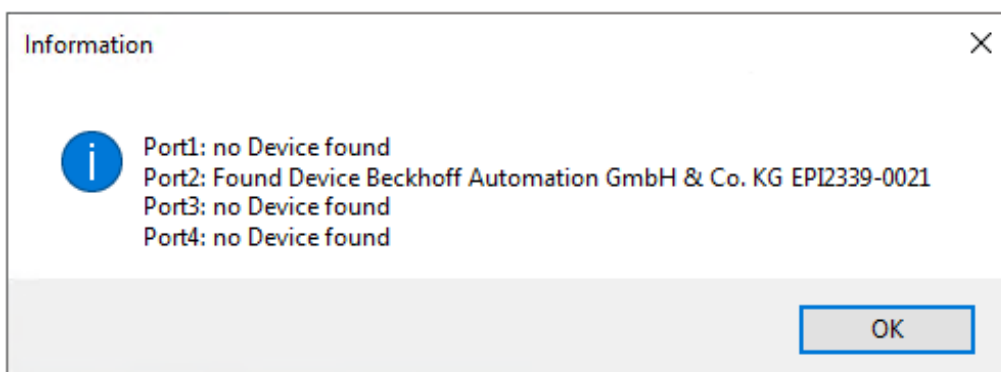 Information
Port1: no Device found
Port2: Found Device Beckhoff Automation GmbH & Co. KG EPI2339-0021
Port3: no Device found
Port4: no Device found
OK